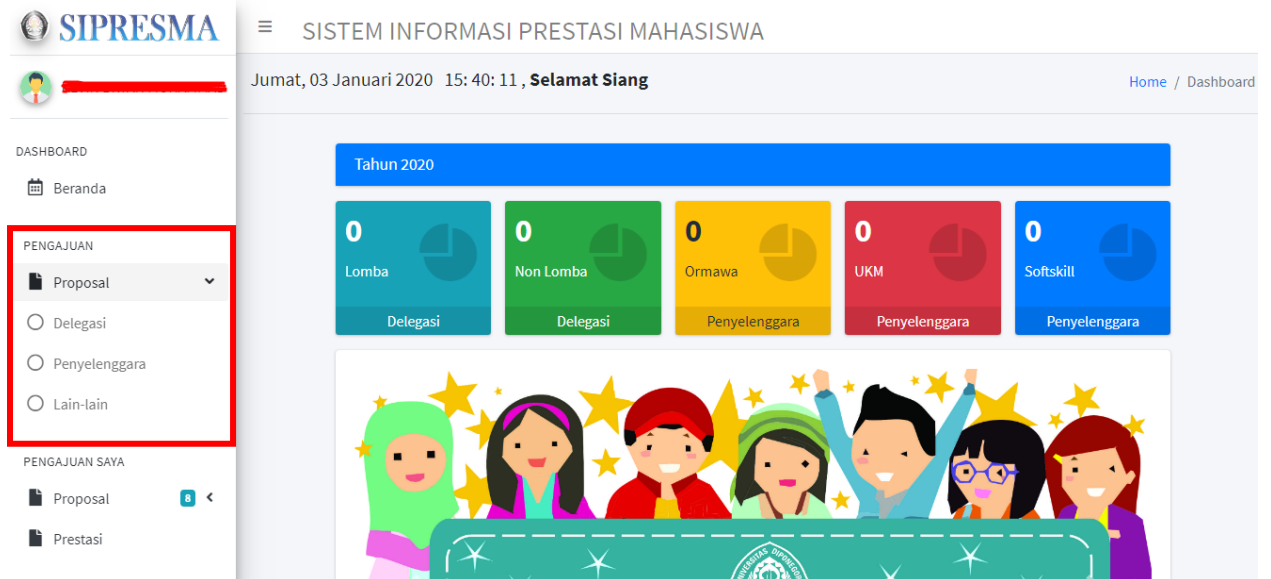 SIPRESMA
SISTEM INFORMASI PRESTASI MAHASISWA
Jumat, 03 Januari 2020 15: 40: 11 , Selamat Siang
Home / Dashboard
DASHBOARD
Beranda
PENGAJUAN
Proposal
Delegasi
Penyelenggara
Lain-lain
PENGAJUAN SAYA
Proposal 8
Prestasi
Tahun 2020
0
Lomba
Delegasi
0
Non Lomba
Delegasi
0
Ormawa
Penyelenggara
0
UKM
Penyelenggara
0
Softskill
Penyelenggara
UNIVERSITAS DIPONEGORO